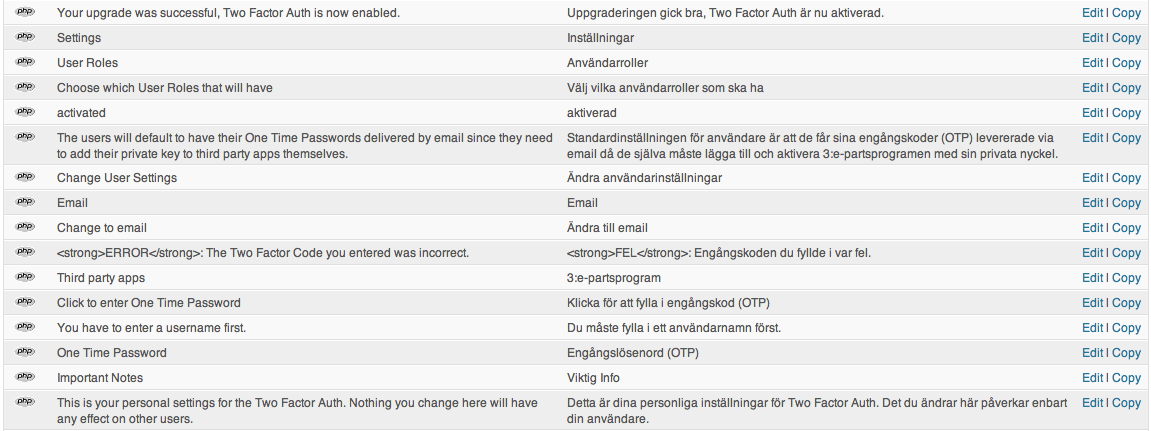 php Your upgrade was successful, Two Factor Auth is now enabled. Uppgraderingen gick bra, Two Factor Auth är nu aktiverad. Edit | Copy
php Settings Inställningar Edit | Copy
php User Roles Användarroller Edit | Copy
php Choose which User Roles that will have Välj vilka användarroller som ska ha Edit | Copy
php activated aktiverad Edit | Copy
php The users will default to have their One Time Passwords delivered by email since they need Standardinställningen för användare är att de får sina engångskoder (OTP) levererade via Edit | Copy
to add their private key to third party apps themselves. email då de själva måste lägga till och aktivera 3:e-partsprogramen med sin privata nyckel.
php Change User Settings Ändra användarinställningar Edit | Copy
php Email Email Edit | Copy
php Change to email Ändra till email Edit | Copy
php <strong>ERROR</strong>: The Two Factor Code you entered was incorrect. <strong>FEL</strong>: Engångskoden du fyllde i var fel. Edit | Copy
php Third party apps 3:e-partsprogram Edit | Copy
php Click to enter One Time Password Klicka för att fylla i engångskod (OTP) Edit | Copy
php You have to enter a username first. Du måste fylla i ett användarnamn först. Edit | Copy
php One Time Password Engångslösenord (OTP) Edit | Copy
php Important Notes Viktig Info Edit | Copy
php This is your personal settings for the Two Factor Auth. Nothing you change here will have Detta är dina personliga inställningar för Two Factor Auth. Det du ändrar här påverkar enbart Edit | Copy
any effect on other users. din användare.